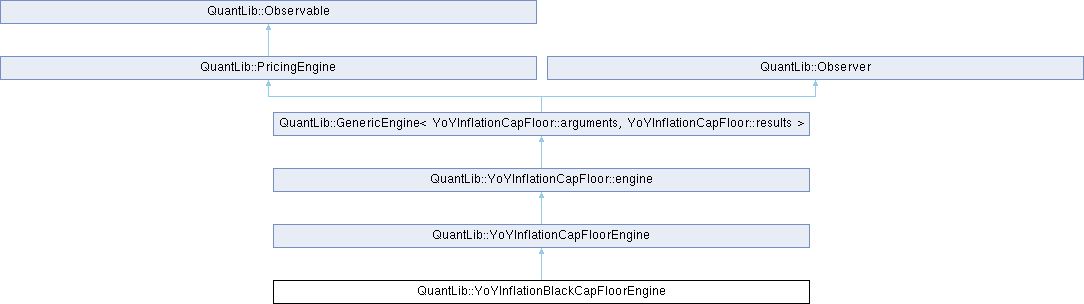 QuantLib::Observable
QuantLib::PricingEngine
QuantLib::Observer
QuantLib::GenericEngine< YoYInflationCapFloor::arguments, YoYInflationCapFloor::results >
QuantLib::YoYInflationCapFloor::engine
QuantLib::YoYInflationCapFloorEngine
QuantLib::YoYInflationBlackCapFloorEngine